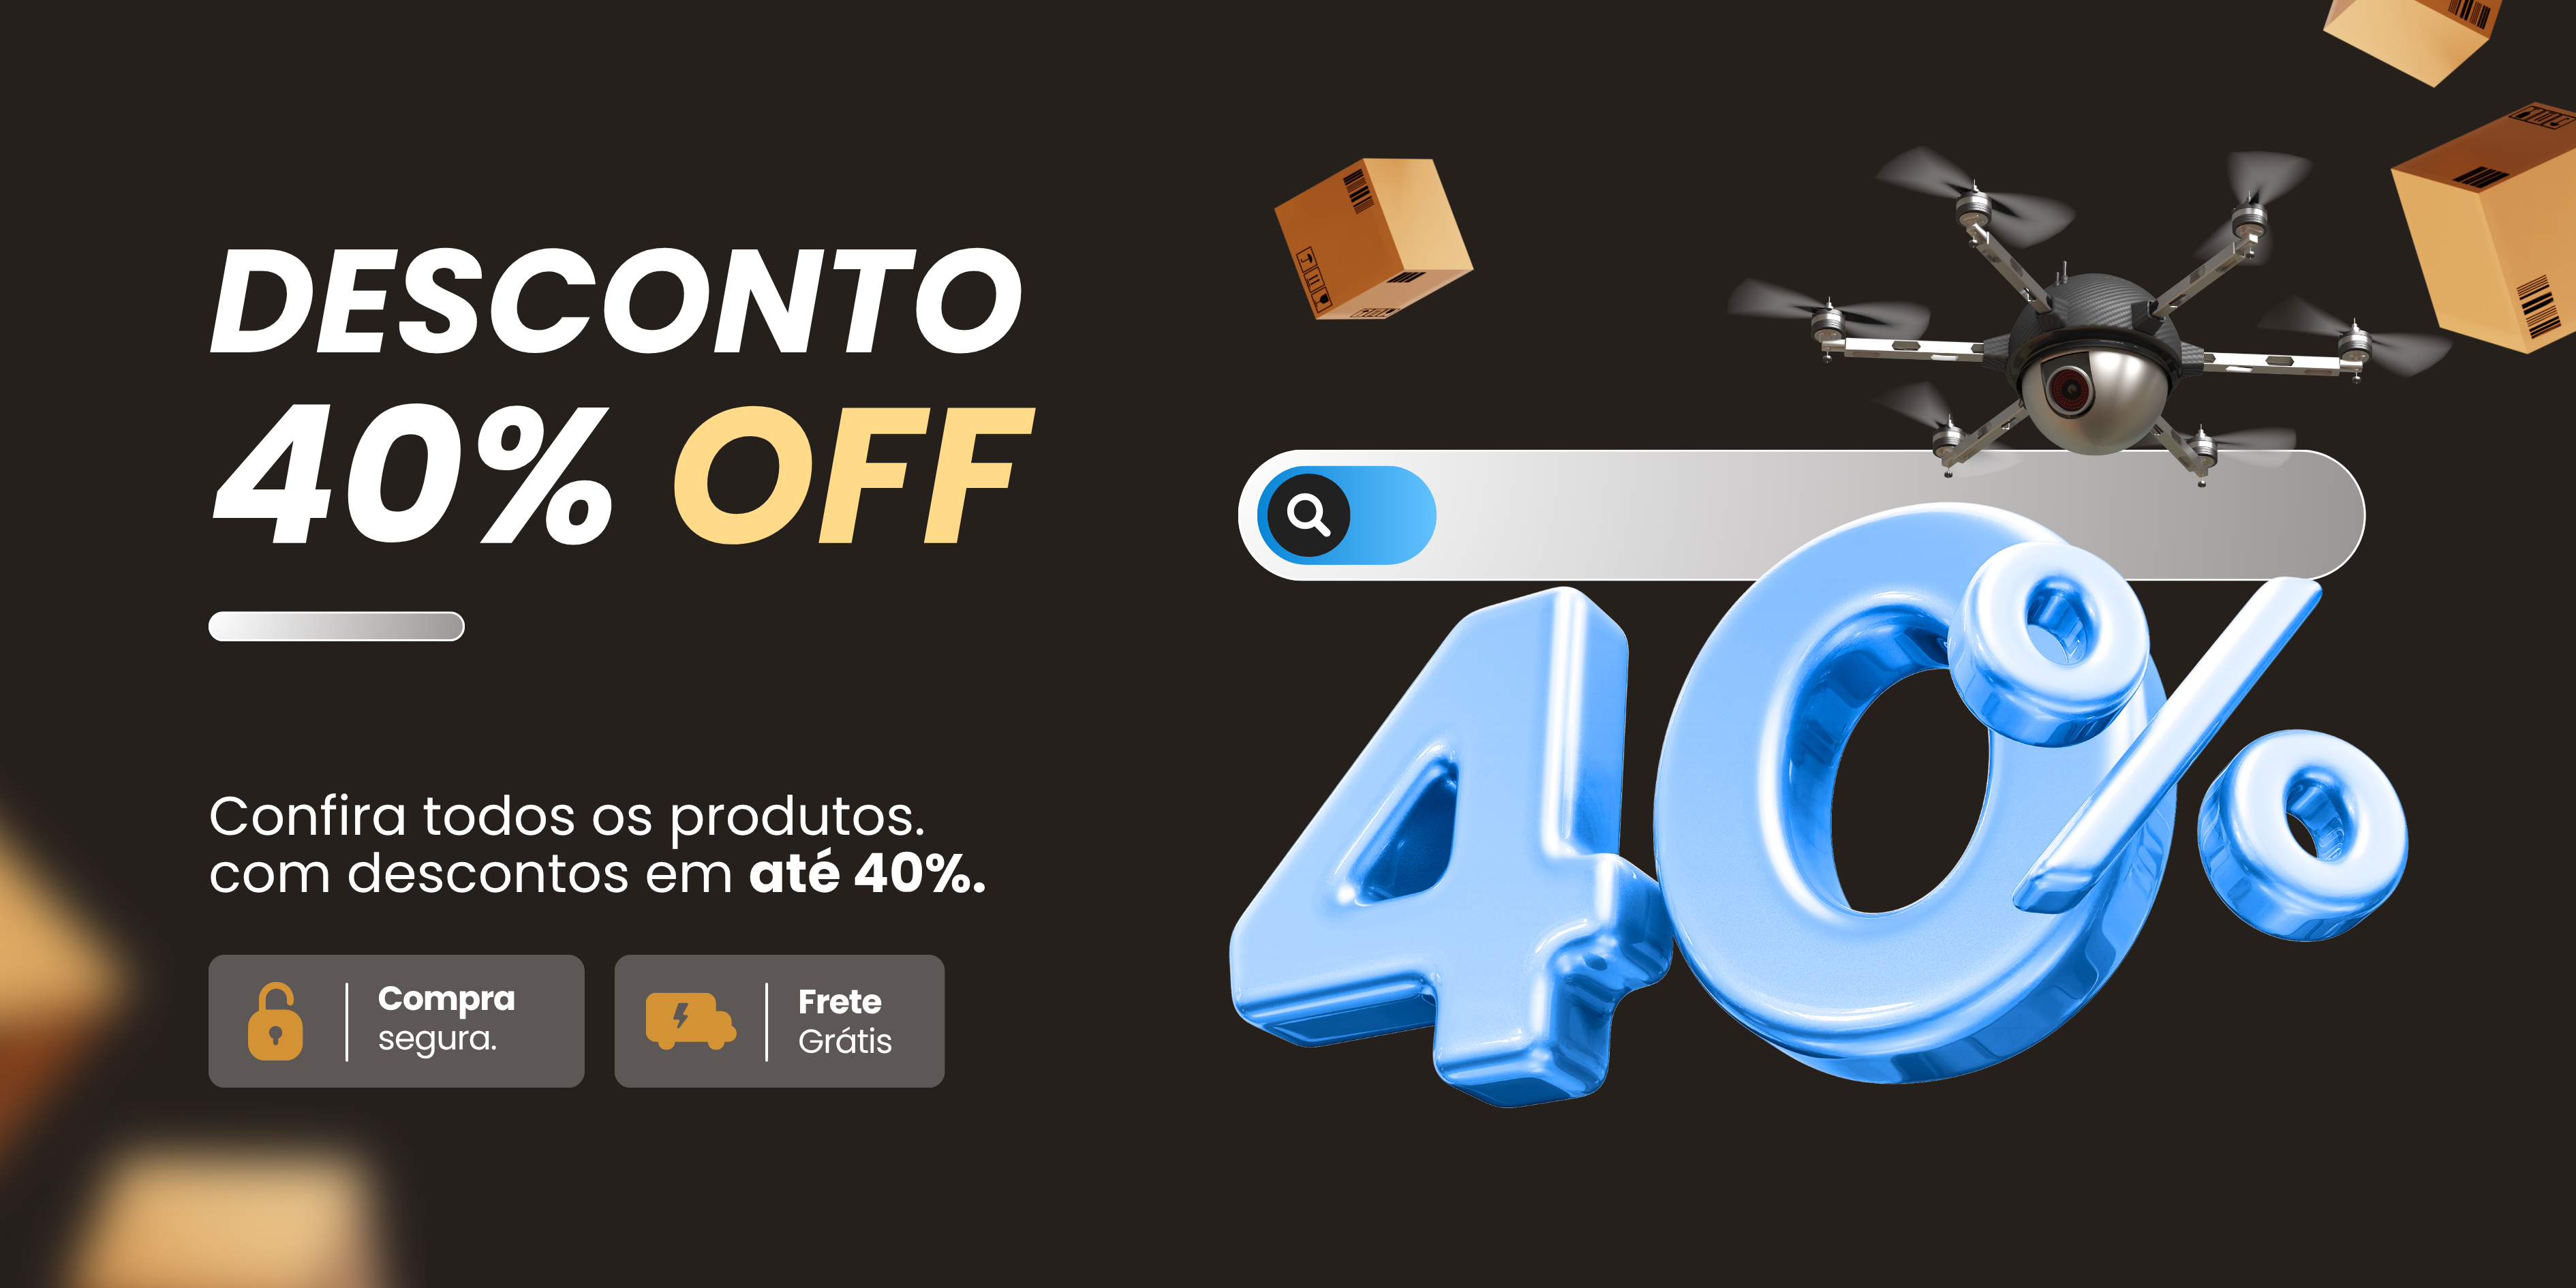 DESCONTO
40% OFF
Confira todos os produtos.
com descontos em até 40%.
Compra
segura.
Frete
Grátis
40%